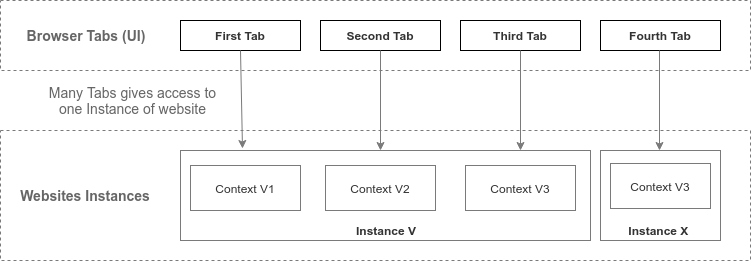 Browser Tabs (UI)
First Tab
Second Tab
Third Tab
Fourth Tab
Many Tabs gives access to
one Instance of website
Websites Instances
Context V1
Context V2
Context V3
Context V3
Instance V
Instance X